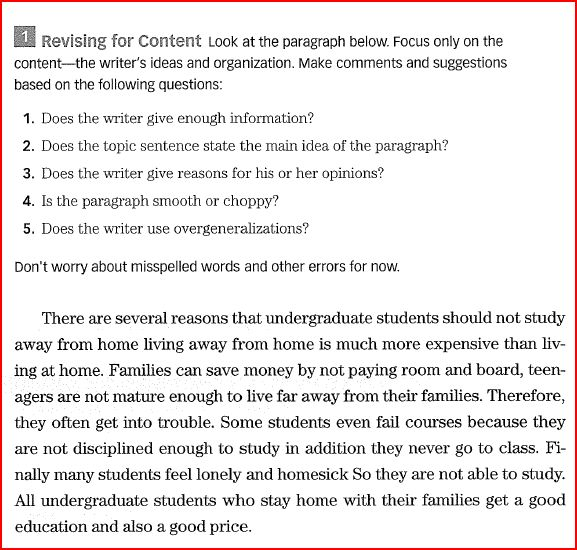 1 Revising for Content Look at the paragraph below. Focus only on the
content—the writer's ideas and organization. Make comments and suggestions
based on the following questions:
1. Does the writer give enough information?
2. Does the topic sentence state the main idea of the paragraph?
3. Does the writer give reasons for his or her opinions?
4. Is the paragraph smooth or choppy?
5. Does the writer use overgeneralizations?
Don't worry about misspelled words and other errors for now.
There are several reasons that undergraduate students should not study
away from home living away from home is much more expensive than liv-
ing at home. Families can save money by not paying room and board, teen-
agers are not mature enough to live far away from their families. Therefore,
they often get into trouble. Some students even fail courses because they
are not disciplined enough to study in addition they never go to class. Fi-
nally many students feel lonely and homesick So they are not able to study.
All undergraduate students who stay home with their families get a good
education and also a good price.